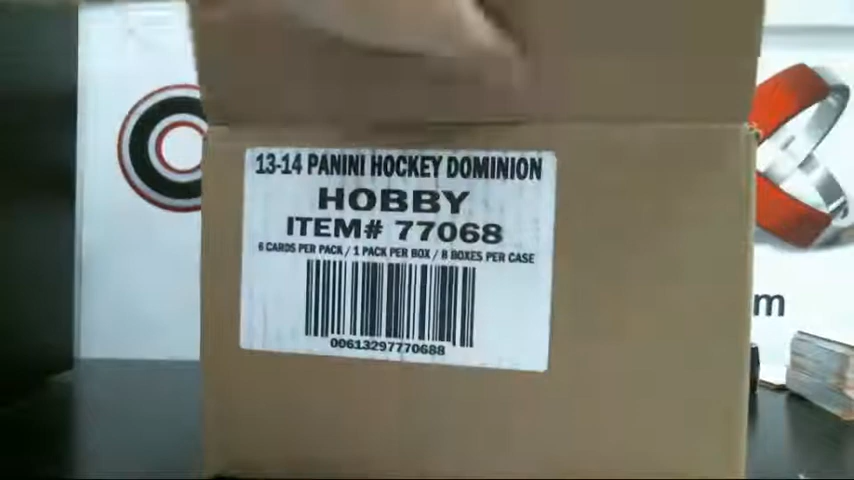 13-14 PANINI HOCKEY DOMINION
HOBBY
ITEM# 77068
6 CARDS PER PACK / 1 PACK PER BOX / 8 BOXES PER CASE
00613297770688
m